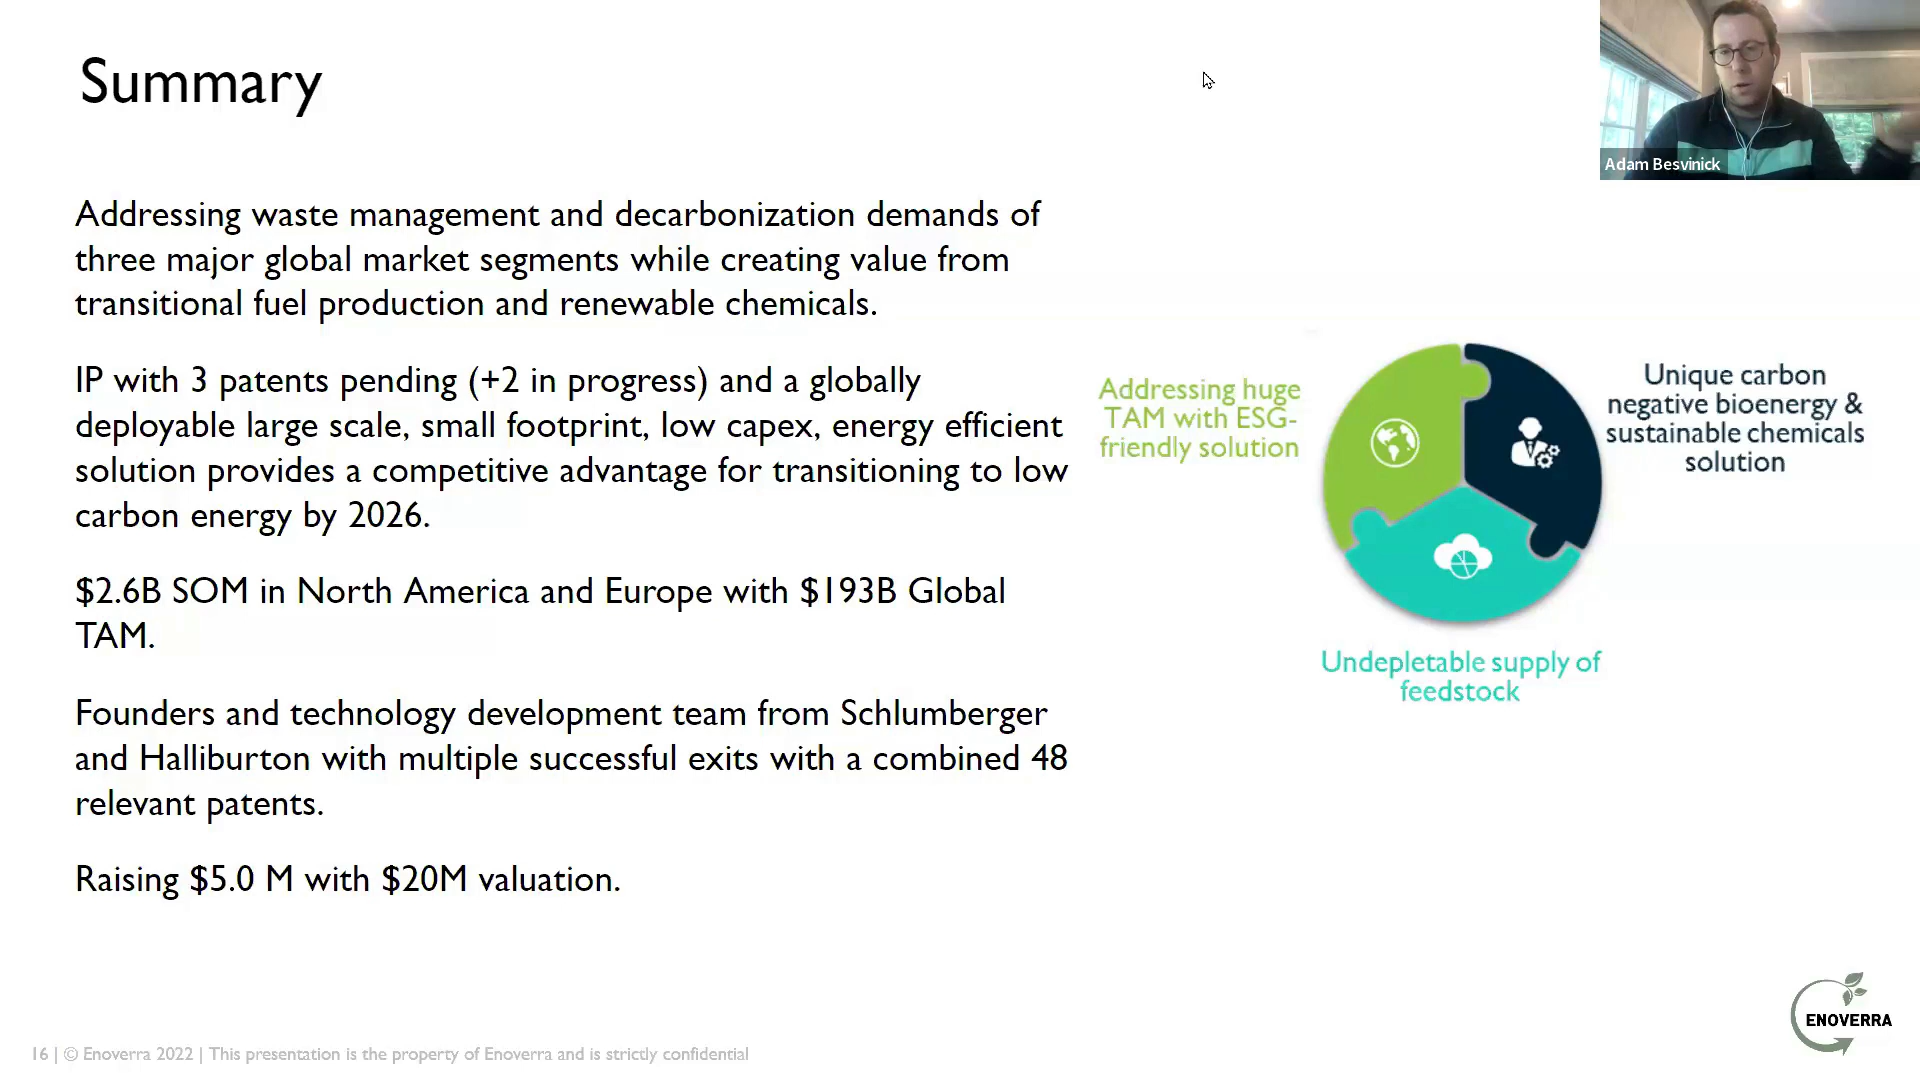 Summary
Adam Besvinick
Addressing waste management and decarbonization demands of
three major global market segments while creating value from
transitional fuel production and renewable chemicals.
IP with 3 patents pending (+2 in progress) and a globally
deployable large scale, small footprint, low capex, energy efficient
solution provides a competitive advantage for transitioning to low
carbon energy by 2026.
$2.6B SOM in North America and Europe with $193B Global
TAM.
Founders and technology development team from Schlumberger
and Halliburton with multiple successful exits with a combined 48
relevant patents.
Raising $5.0 M with $20M valuation.
Addressing huge
TAM with ESG-
friendly solution
Unique carbon
negative bioenergy &
sustainable chemicals
solution
Undepletable supply of
feedstock
ENOVERRA
16 | © Enoverra 2022 | This presentation is the property of Enoverra and is strictly confidential